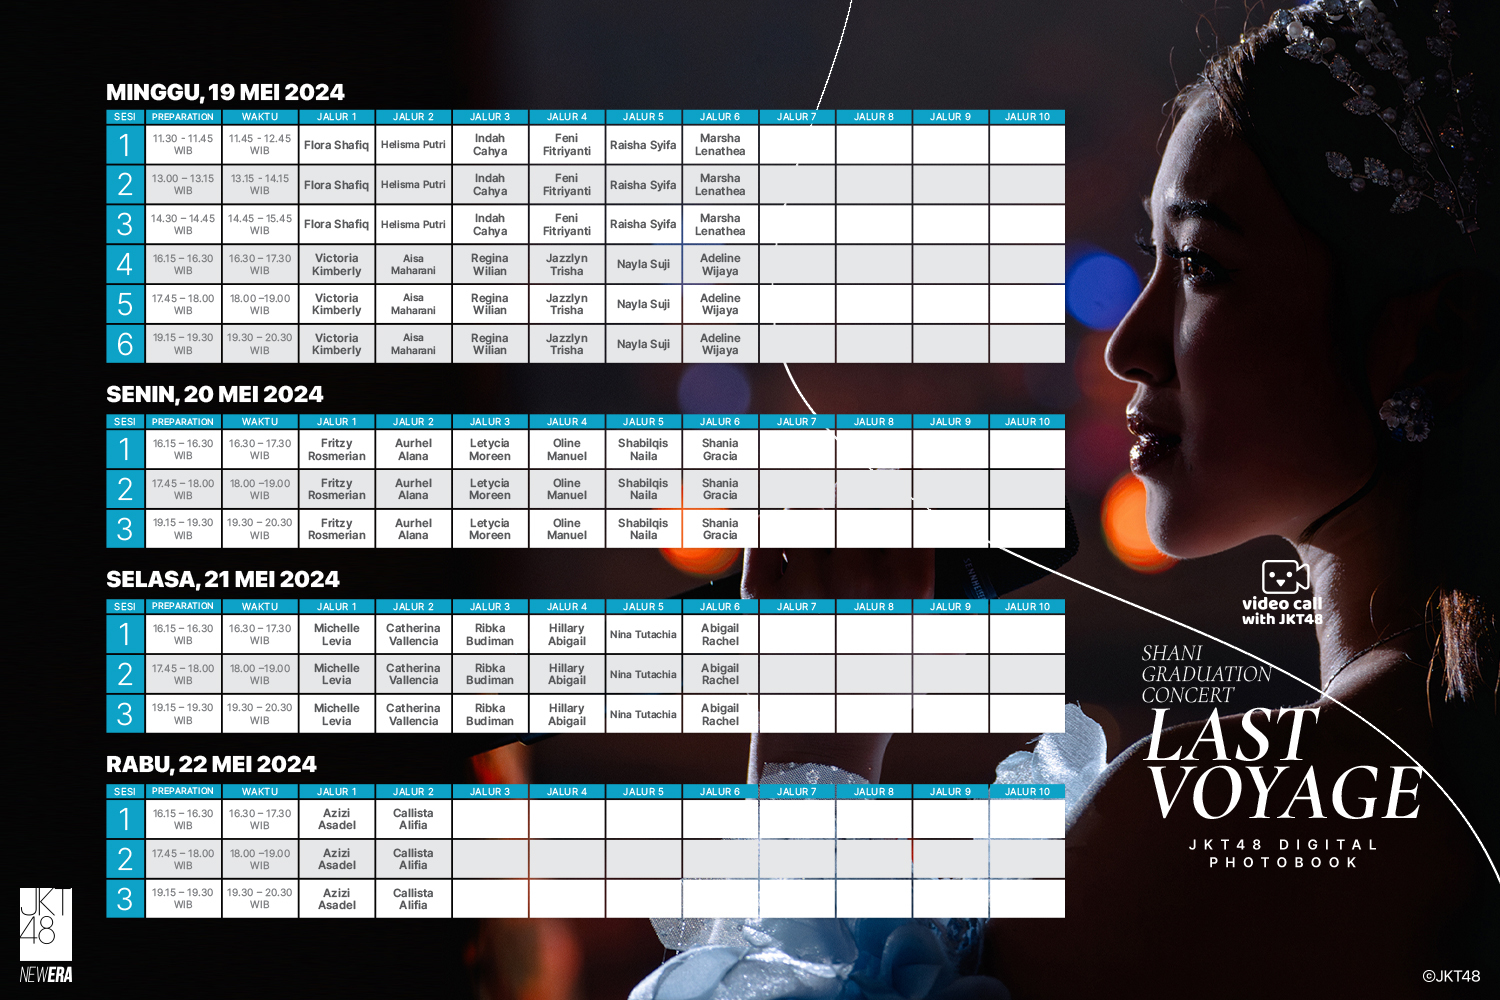 MINGGU, 19 MEI 2024
SESI PREPARATION WAKTU JALUR 1 JALUR 2 JALUR 3 JALUR 4 JALUR 5 JALUR 6 JALUR 7 JALUR 8 JALUR 9 JALUR 10
1 11.30 - 11.45 WIB 11.45 - 12.45 WIB Flora Shafiq Helisma Putri Indah Cahya Feni Fitriyanti Raisha Syifa Marsha Lenathea
2 13.00 – 13.15 WIB 13.15 - 14.15 WIB Flora Shafiq Helisma Putri Indah Cahya Feni Fitriyanti Raisha Syifa Marsha Lenathea
3 14.30 – 14.45 WIB 14.45 – 15.45 WIB Flora Shafiq Helisma Putri Indah Cahya Feni Fitriyanti Raisha Syifa Marsha Lenathea
4 16.15 – 16.30 WIB 16.30 - 17.30 WIB Victoria Kimberly Aisa Maharani Regina Wilian Jazzlyn Trisha Nayla Suji Adeline Wijaya
5 17.45 – 18.00 WIB 18.00 –19.00 WIB Victoria Kimberly Aisa Maharani Regina Wilian Jazzlyn Trisha Nayla Suji Adeline Wijaya
6 19.15 – 19.30 WIB 19.30 – 20.30 WIB Victoria Kimberly Aisa Maharani Regina Wilian Jazzlyn Trisha Nayla Suji Adeline Wijaya
SENIN, 20 MEI 2024
SESI PREPARATION WAKTU JALUR 1 JALUR 2 JALUR 3 JALUR 4 JALUR 5 JALUR 6 JALUR 7 JALUR 8 JALUR 9 JALUR 10
1 16.15 – 16.30 WIB 16.30 - 17.30 WIB Fritzy Rosmerian Aurhel Alana Letycia Moreen Oline Manuel Shabilqis Naila Shania Gracia
2 17.45 – 18.00 WIB 18.00 –19.00 WIB Fritzy Rosmerian Aurhel Alana Letycia Moreen Oline Manuel Shabilqis Naila Shania Gracia
3 19.15 – 19.30 WIB 19.30 – 20.30 WIB Fritzy Rosmerian Aurhel Alana Letycia Moreen Oline Manuel Shabilqis Naila Shania Gracia
SELASA, 21 MEI 2024
SESI PREPARATION WAKTU JALUR 1 JALUR 2 JALUR 3 JALUR 4 JALUR 5 JALUR 6 JALUR 7 JALUR 8 JALUR 9 JALUR 10
1 16.15 – 16.30 WIB 16.30 - 17.30 WIB Michelle Levia Catherina Vallencia Ribka Budiman Hillary Abigail Nina Tutachia Abigail Rachel
2 17.45 – 18.00 WIB 18.00 –19.00 WIB Michelle Levia Catherina Vallencia Ribka Budiman Hillary Abigail Nina Tutachia Abigail Rachel
3 19.15 – 19.30 WIB 19.30 – 20.30 WIB Michelle Levia Catherina Vallencia Ribka Budiman Hillary Abigail Nina Tutachia Abigail Rachel
RABU, 22 MEI 2024
SESI PREPARATION WAKTU JALUR 1 JALUR 2 JALUR 3 JALUR 4 JALUR 5 JALUR 6 JALUR 7 JALUR 8 JALUR 9 JALUR 10
1 16.15 – 16.30 WIB 16.30 - 17.30 WIB Azizi Asadel Callista Alifia
2 17.45 – 18.00 WIB 18.00 –19.00 WIB Azizi Asadel Callista Alifia
3 19.15 – 19.30 WIB 19.30 – 20.30 WIB Azizi Asadel Callista Alifia
video call
with JKT48
SHANI
GRADUATION
CONCERT
LAST
VOYAGE
JKT48 DIGITAL
PHOTOBOOK
JKT
48
NEWERA
©JKT48